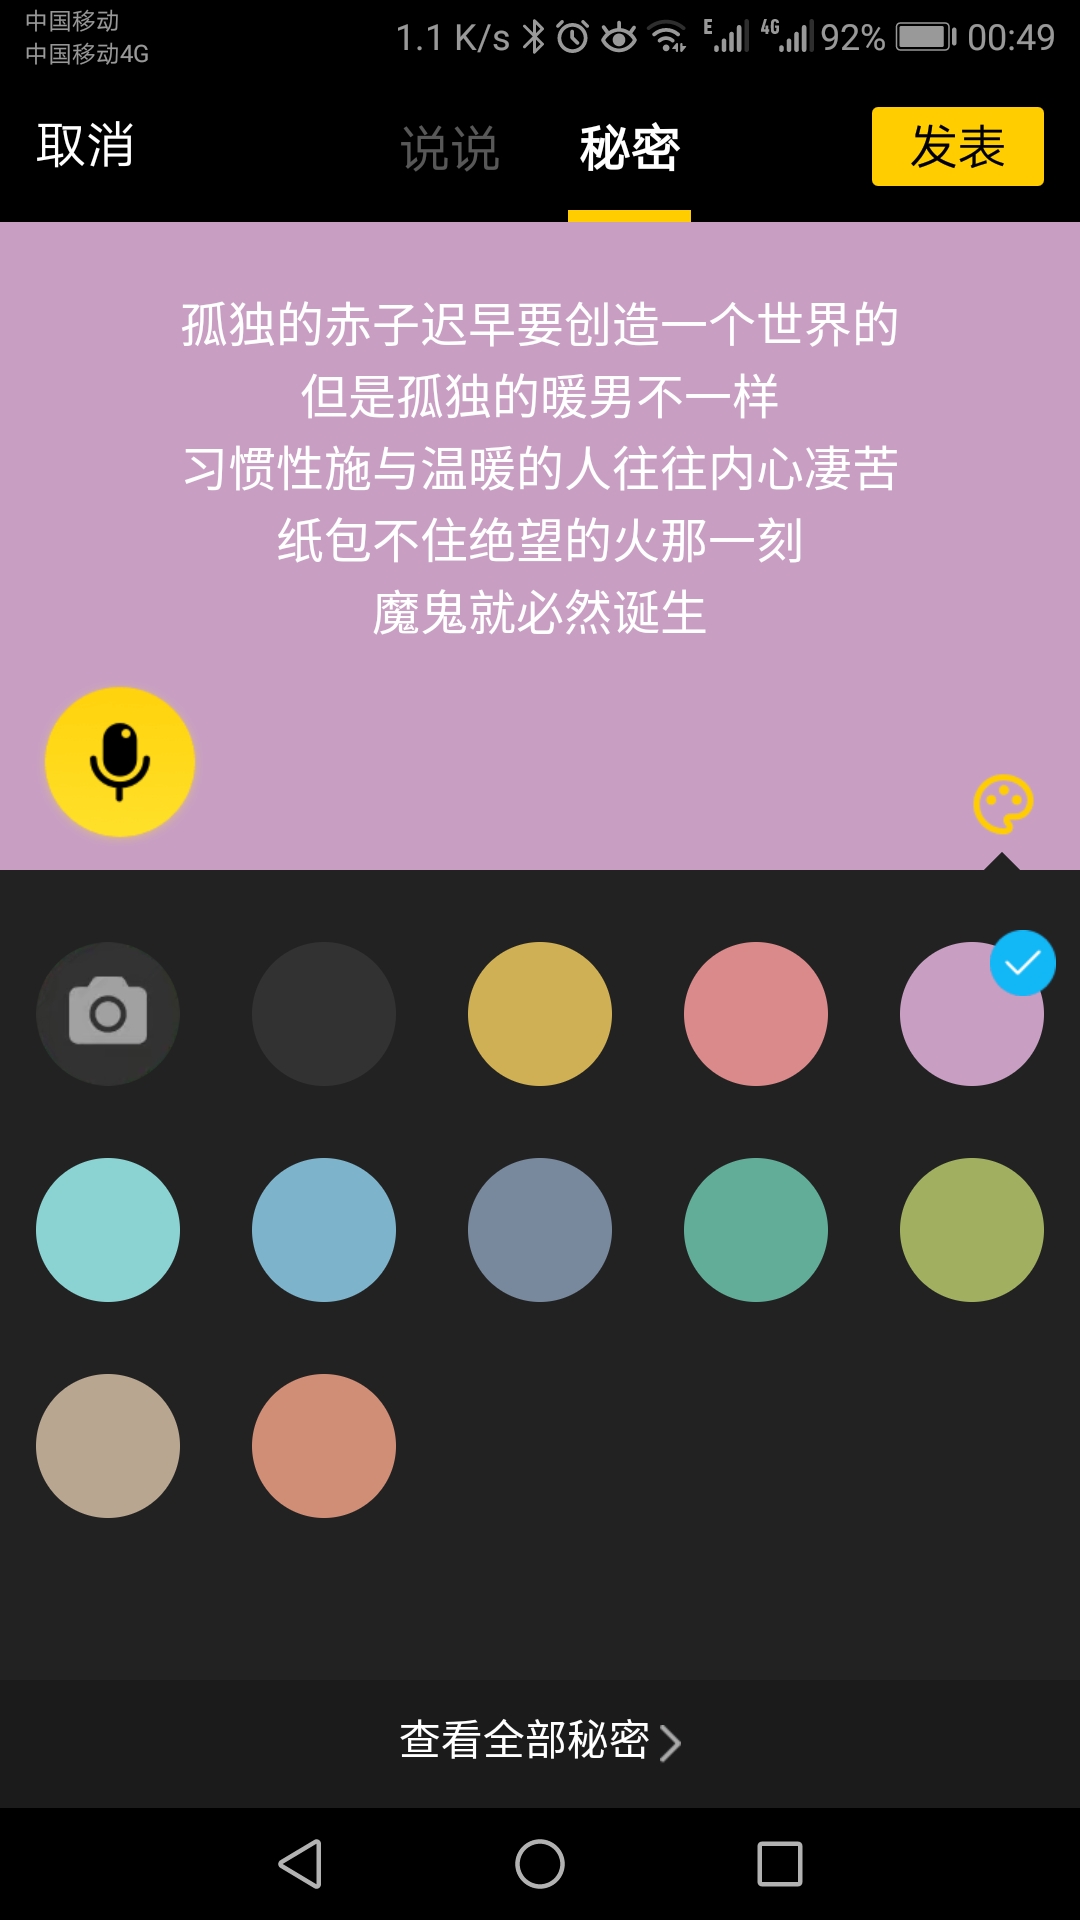 中国移动
中国移动4G
1.1 K/s E 4G 92% 00:49
取消 说说 秘密 发表
孤独的赤子迟早要创造一个世界的
但是孤独的暖男不一样
习惯性施与温暖的人往往内心凄苦
纸包不住绝望的火那一刻
魔鬼就必然诞生
查看全部秘密